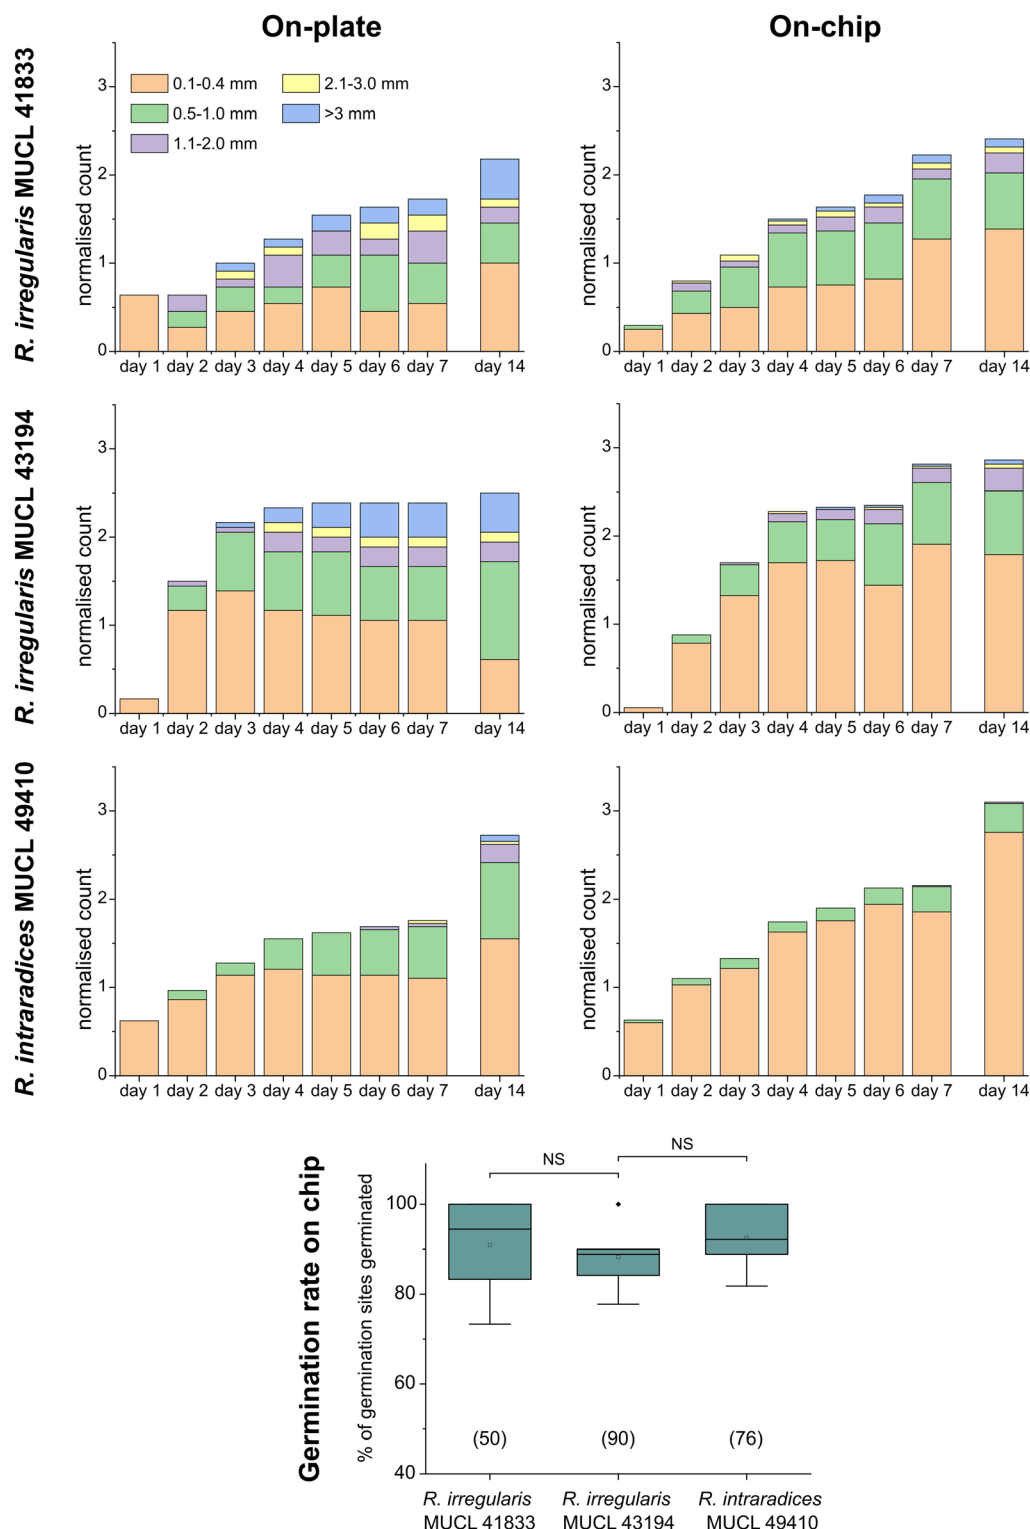 On-plate
On-chip
R. irregularis MUCL 41833
normalised count
3
2
1
0
0.1-0.4 mm
0.5-1.0 mm
1.1-2.0 mm
2.1-3.0 mm
>3 mm
day 1 day 2 day 3 day 4 day 5 day 6 day 7 day 14
normalised count
3
2
1
0
day 1 day 2 day 3 day 4 day 5 day 6 day 7 day 14
R. irregularis MUCL 43194
normalised count
3
2
1
0
day 1 day 2 day 3 day 4 day 5 day 6 day 7 day 14
normalised count
3
2
1
0
day 1 day 2 day 3 day 4 day 5 day 6 day 7 day 14
R. intraradices MUCL 49410
normalised count
3
2
1
0
day 1 day 2 day 3 day 4 day 5 day 6 day 7 day 14
normalised count
3
2
1
0
day 1 day 2 day 3 day 4 day 5 day 6 day 7 day 14
Germination rate on chip
% of germination sites germinated
100
80
60
40
NS
NS
(50)
(90)
(76)
R. irregularis
MUCL 41833
R. irregularis
MUCL 43194
R. intraradices
MUCL 49410